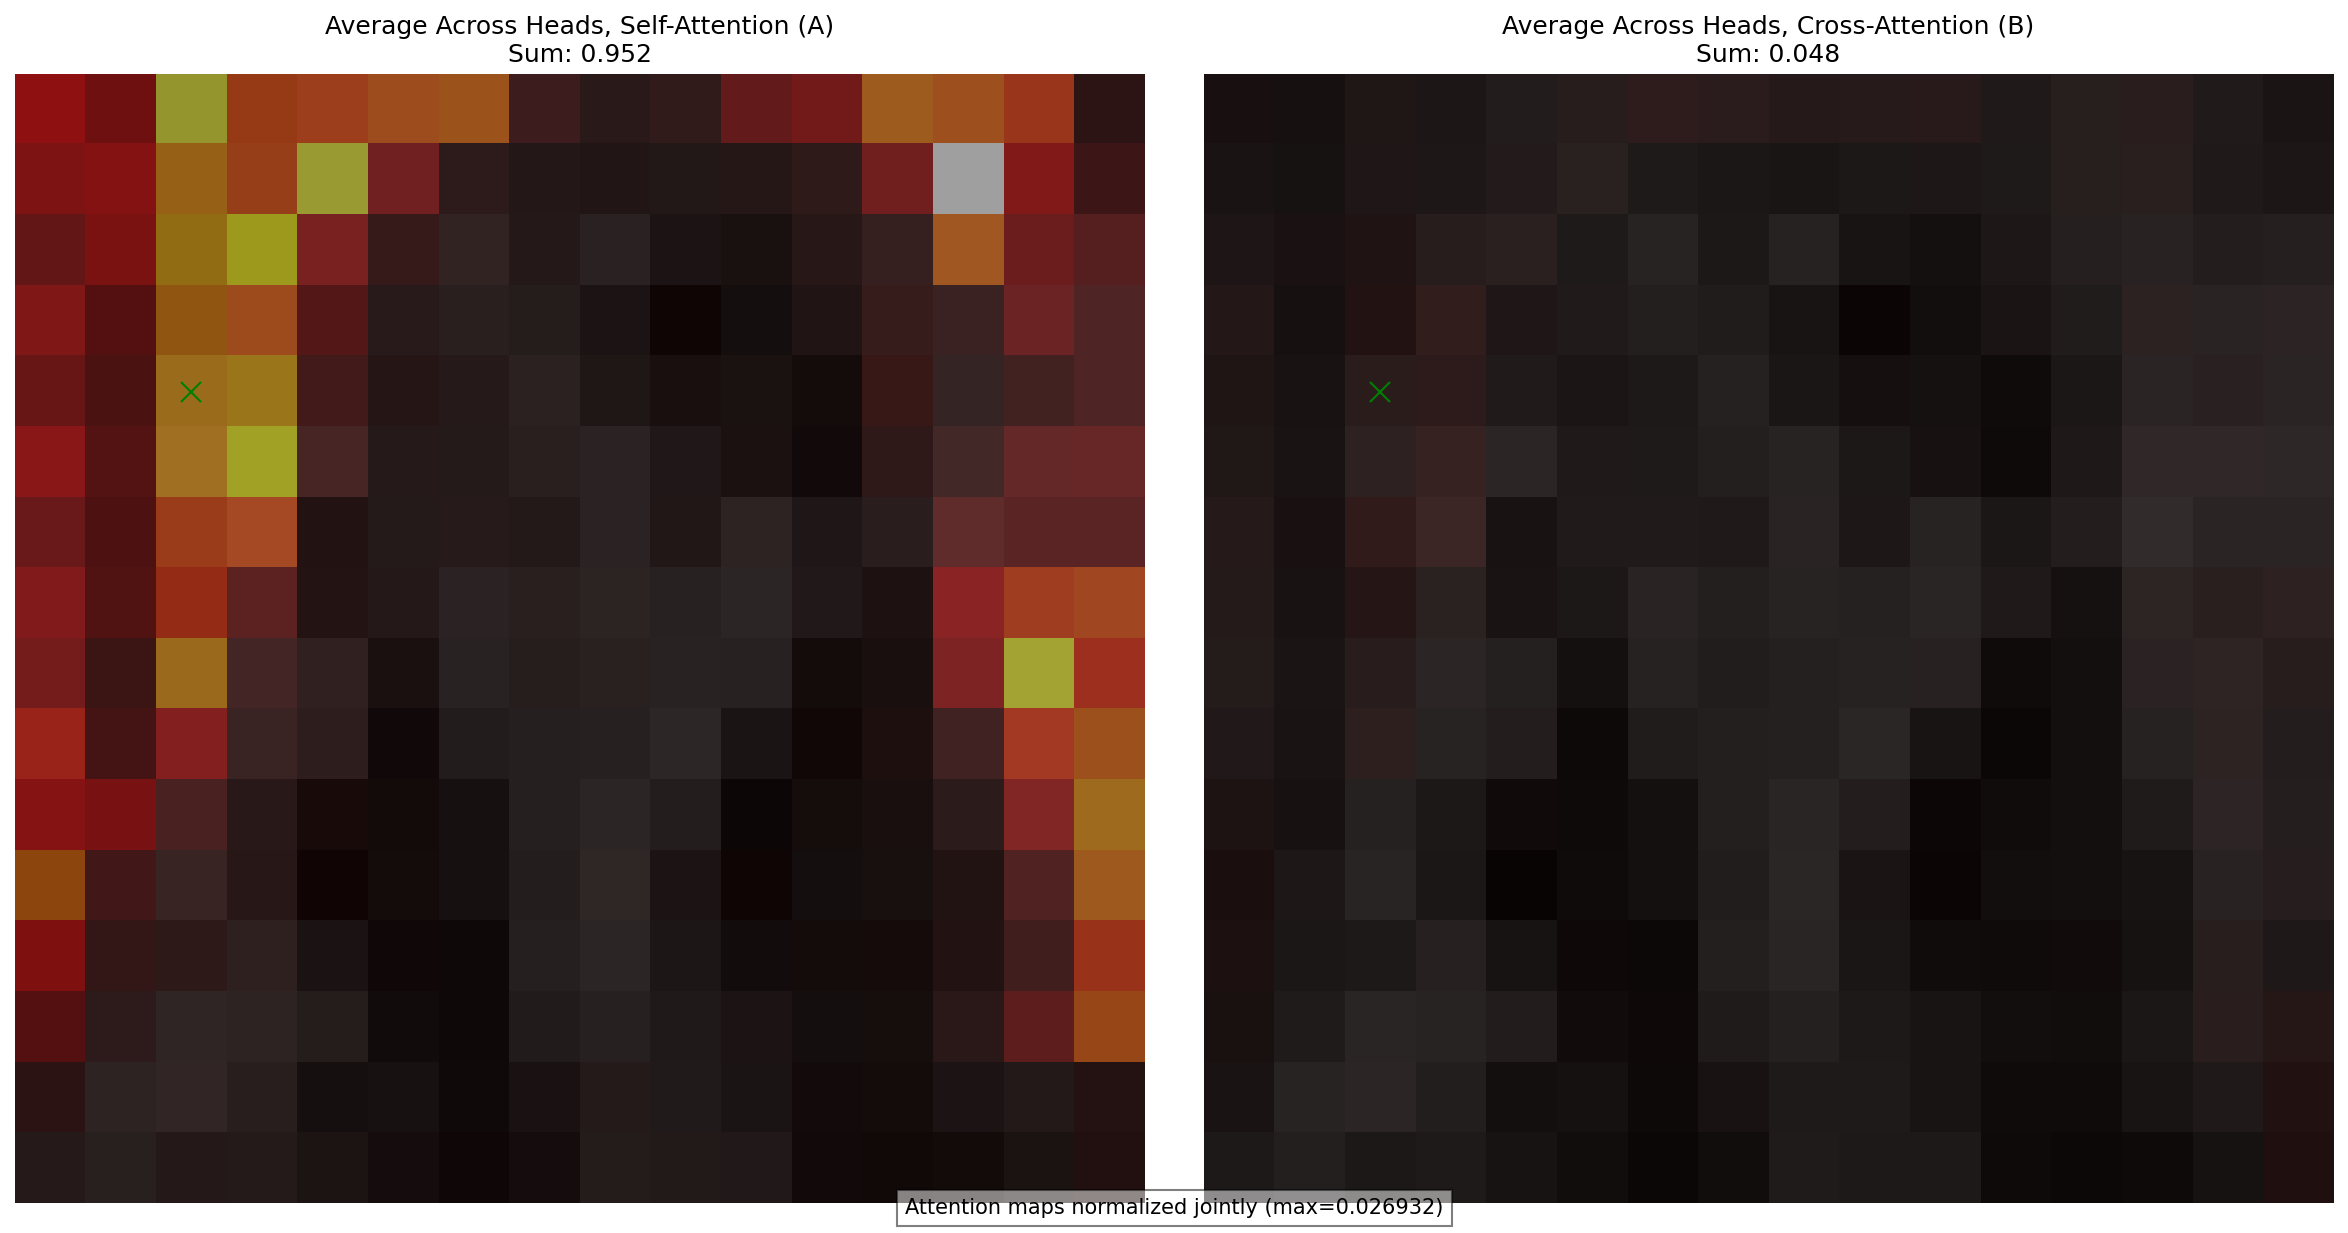 Average Across Heads, Self-Attention (A)
Sum: 0.952
Average Across Heads, Cross-Attention (B)
Sum: 0.048
Attention maps normalized jointly (max=0.026932)